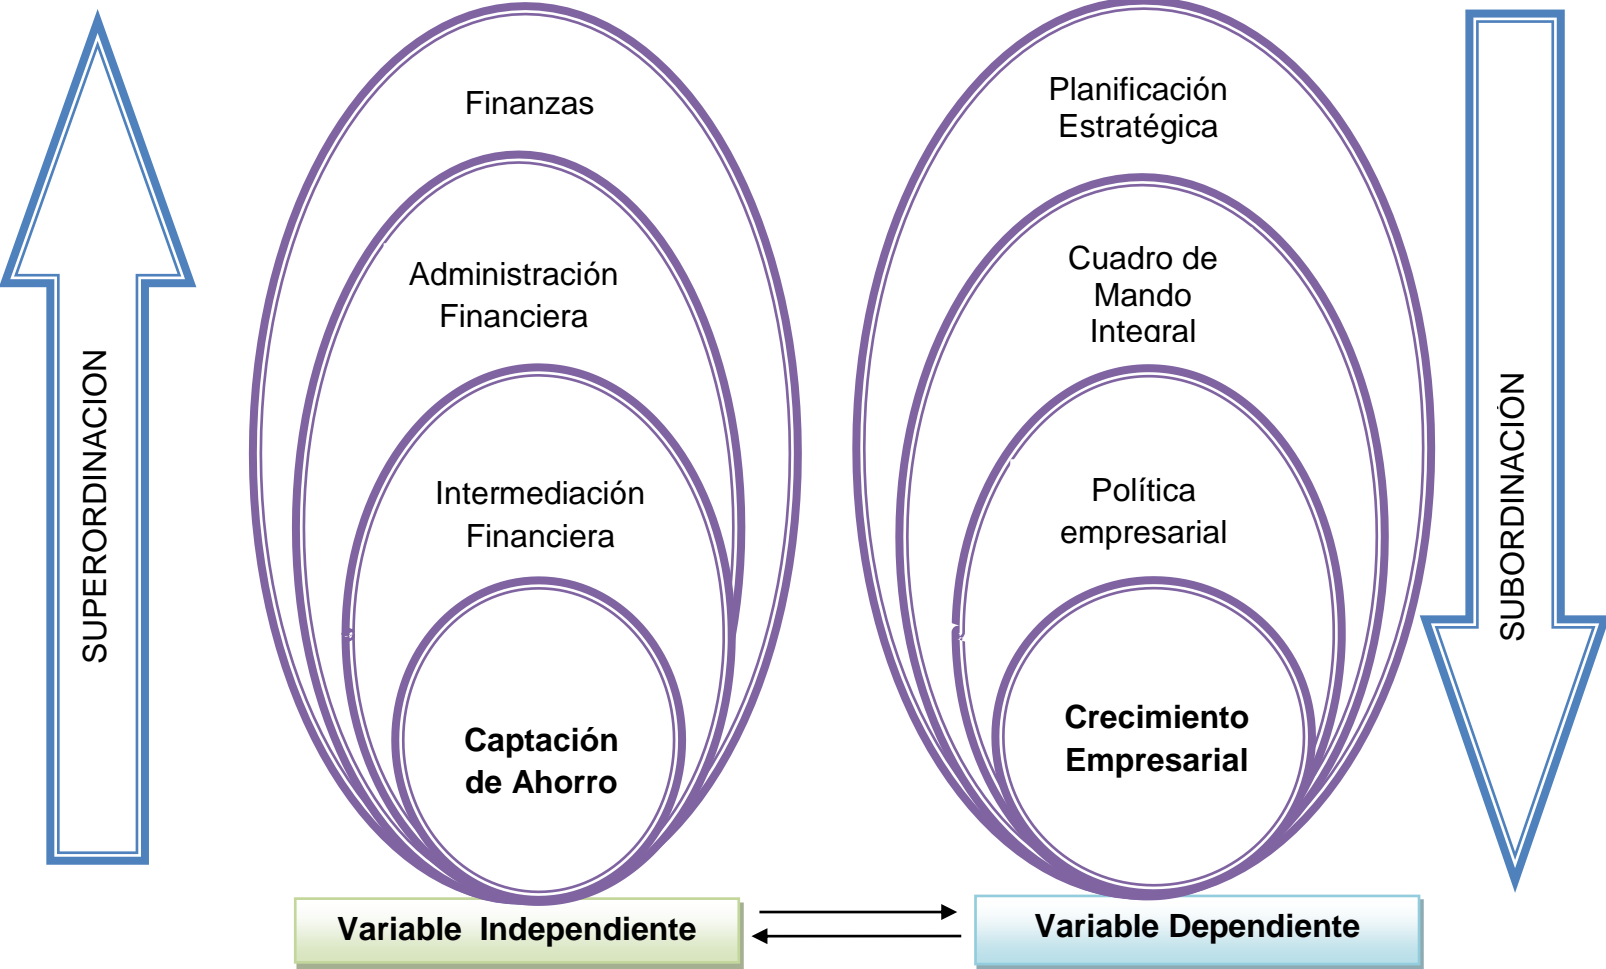 SUPERORDINACION
Finanzas
Administración
Financiera
Intermediación
Financiera
Captación
de Ahorro
Variable Independiente
Planificación
Estratégica
Cuadro de
Mando
Integral
Política
empresarial
Crecimiento
Empresarial
Variable Dependiente
SUBORDINACIÓN